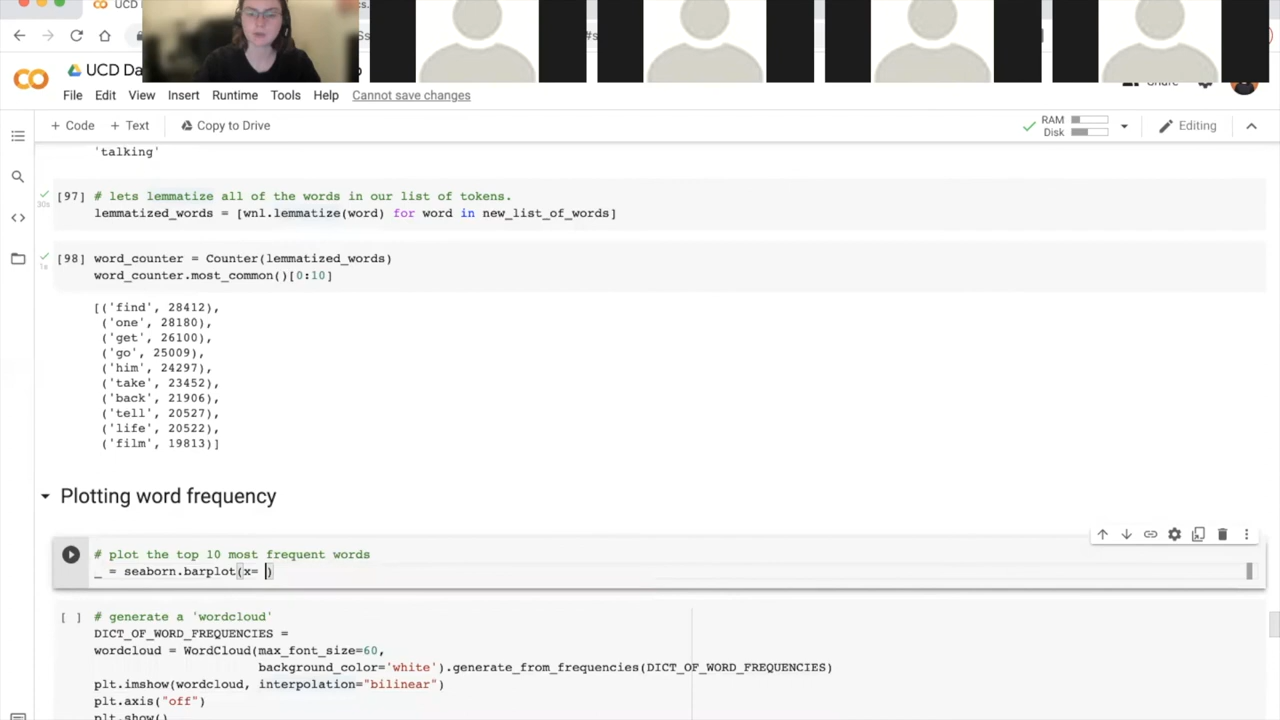 UCD Da
File Edit View Insert Runtime Tools Help Cannot save changes
+ Code + Text Copy to Drive
RAM
Disk
Editing
'talking'
[97] # lets lemmatize all of the words in our list of tokens.
30s
lemmatized_words = [wnl.lemmatize(word) for word in new_list_of_words]
[98] word_counter = Counter(lemmatized_words)
1s
word_counter.most_common()[0:10]
[('find', 28412),
('one', 28180),
('get', 26100),
('go', 25009),
('him', 24297),
('take', 23452),
('back', 21906),
('tell', 20527),
('life', 20522),
('film', 19813)]
Plotting word frequency
# plot the top 10 most frequent words
_ = seaborn.barplot(x= )
[ ] # generate a 'wordcloud'
DICT_OF_WORD_FREQUENCIES =
wordcloud = WordCloud(max_font_size=60,
background_color='white').generate_from_frequencies(DICT_OF_WORD_FREQUENCIES)
plt.imshow(wordcloud, interpolation="bilinear")
plt.axis("off")
plt.show()